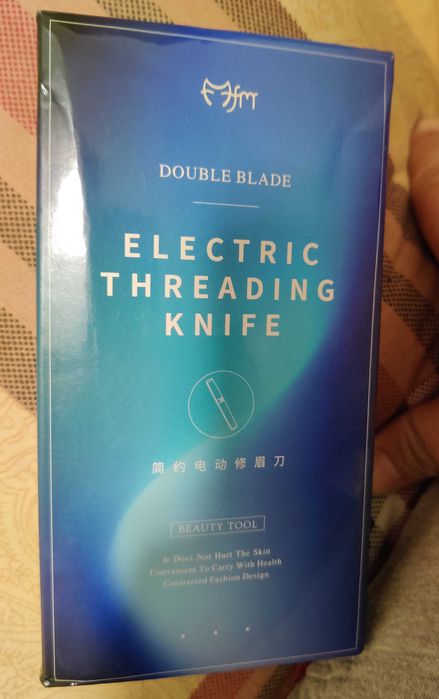 DOUBLE BLADE
ELECTRIC
THREADING
KNIFE
简约电动修眉刀
BEAUTY TOOL
It Does Not Hurt The Skin
Convenient To Carry With Health
Contracted Fashion Design